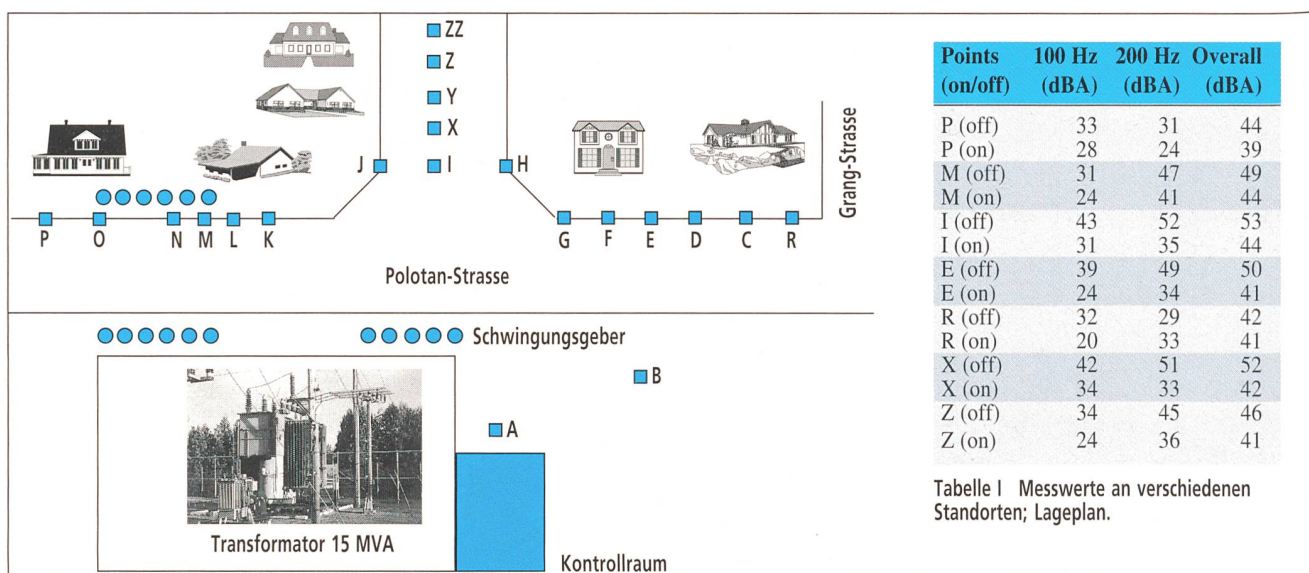 ZZ
Z
Y
X
J I H
P O N M L K
G F E D C R
Grang-Strasse
Polotan-Strasse
Schwingungsgeber
B
A
Transformator 15 MVA
Kontrollraum
Points 100 Hz 200 Hz Overall
(on/off) (dBA) (dBA) (dBA)
P (off) 33 31 44
P (on) 28 24 39
M (off) 31 47 49
M (on) 24 41 44
I (off) 43 52 53
I (on) 31 35 44
E (off) 39 49 50
E (on) 24 34 41
R (off) 32 29 42
R (on) 20 33 41
X (off) 42 51 52
X (on) 34 33 42
Z (off) 34 45 46
Z (on) 24 36 41
Tabelle I Messwerte an verschiedenen
Standorten; Lageplan.